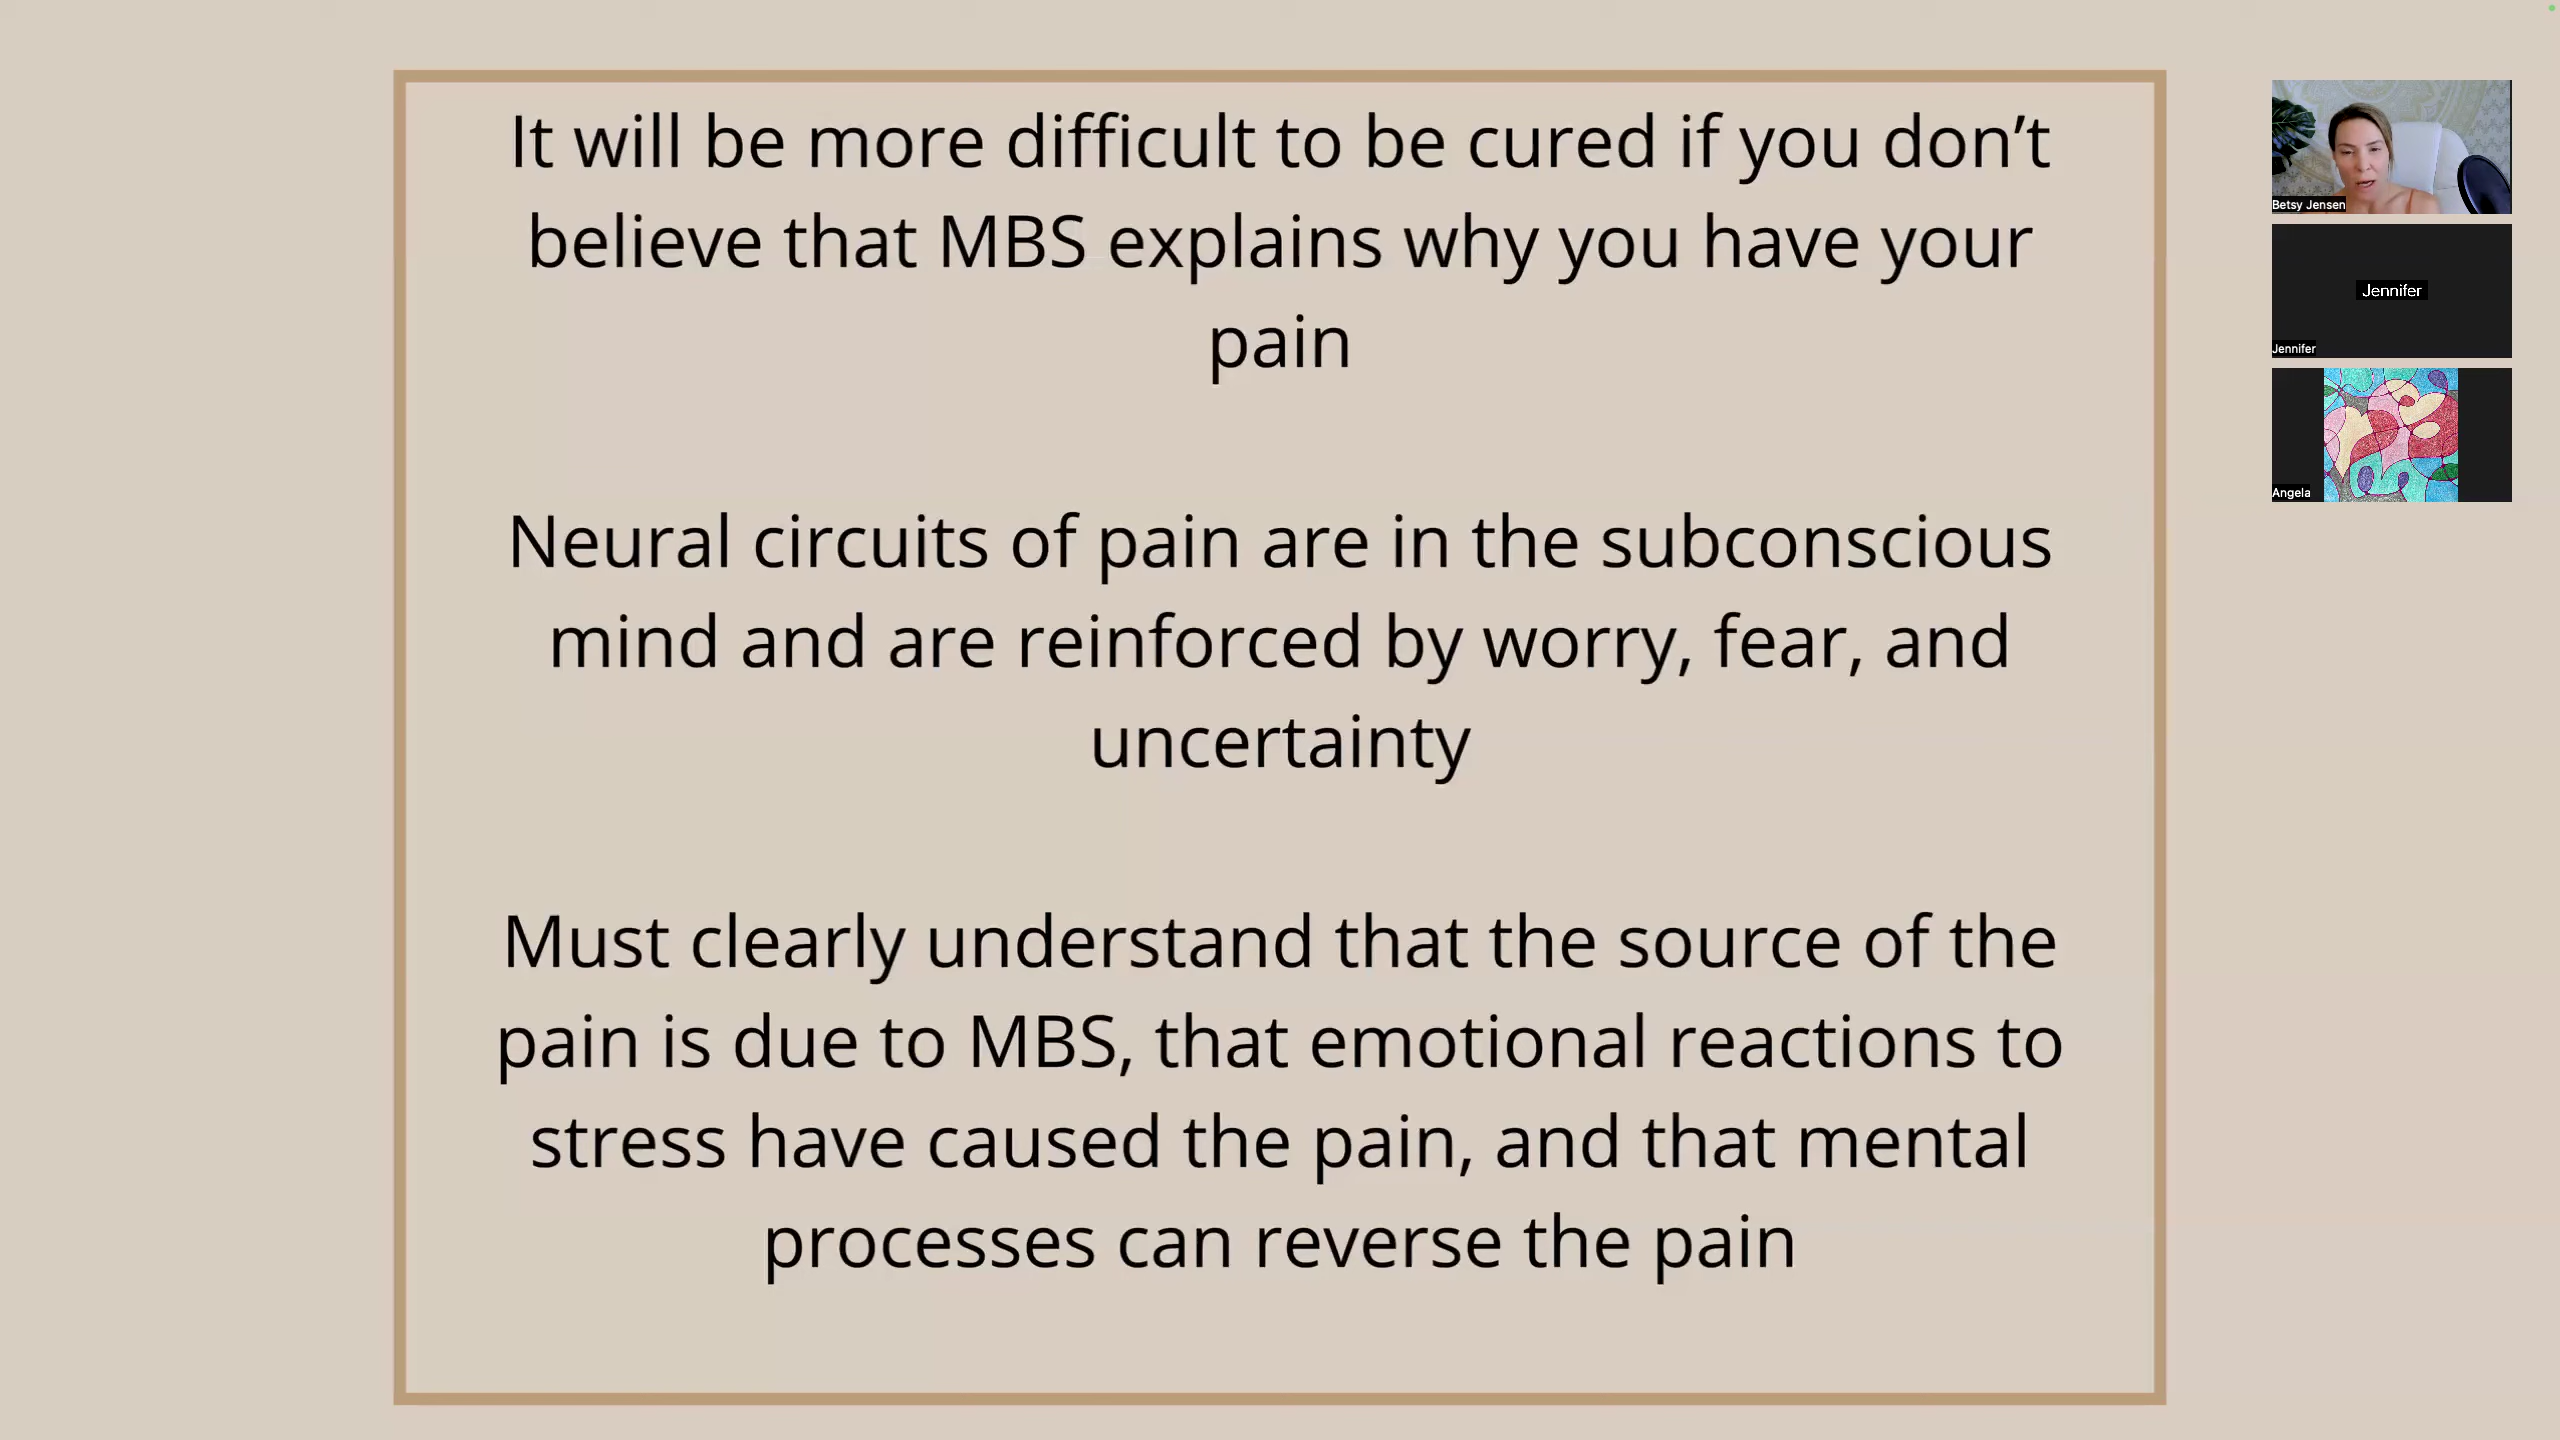 It will be more difficult to be cured if you don’t
believe that MBS explains why you have your
pain
Neural circuits of pain are in the subconscious
mind and are reinforced by worry, fear, and
uncertainty
Must clearly understand that the source of the
pain is due to MBS, that emotional reactions to
stress have caused the pain, and that mental
processes can reverse the pain
Betsy Jensen
Jennifer
Jennifer
Angela